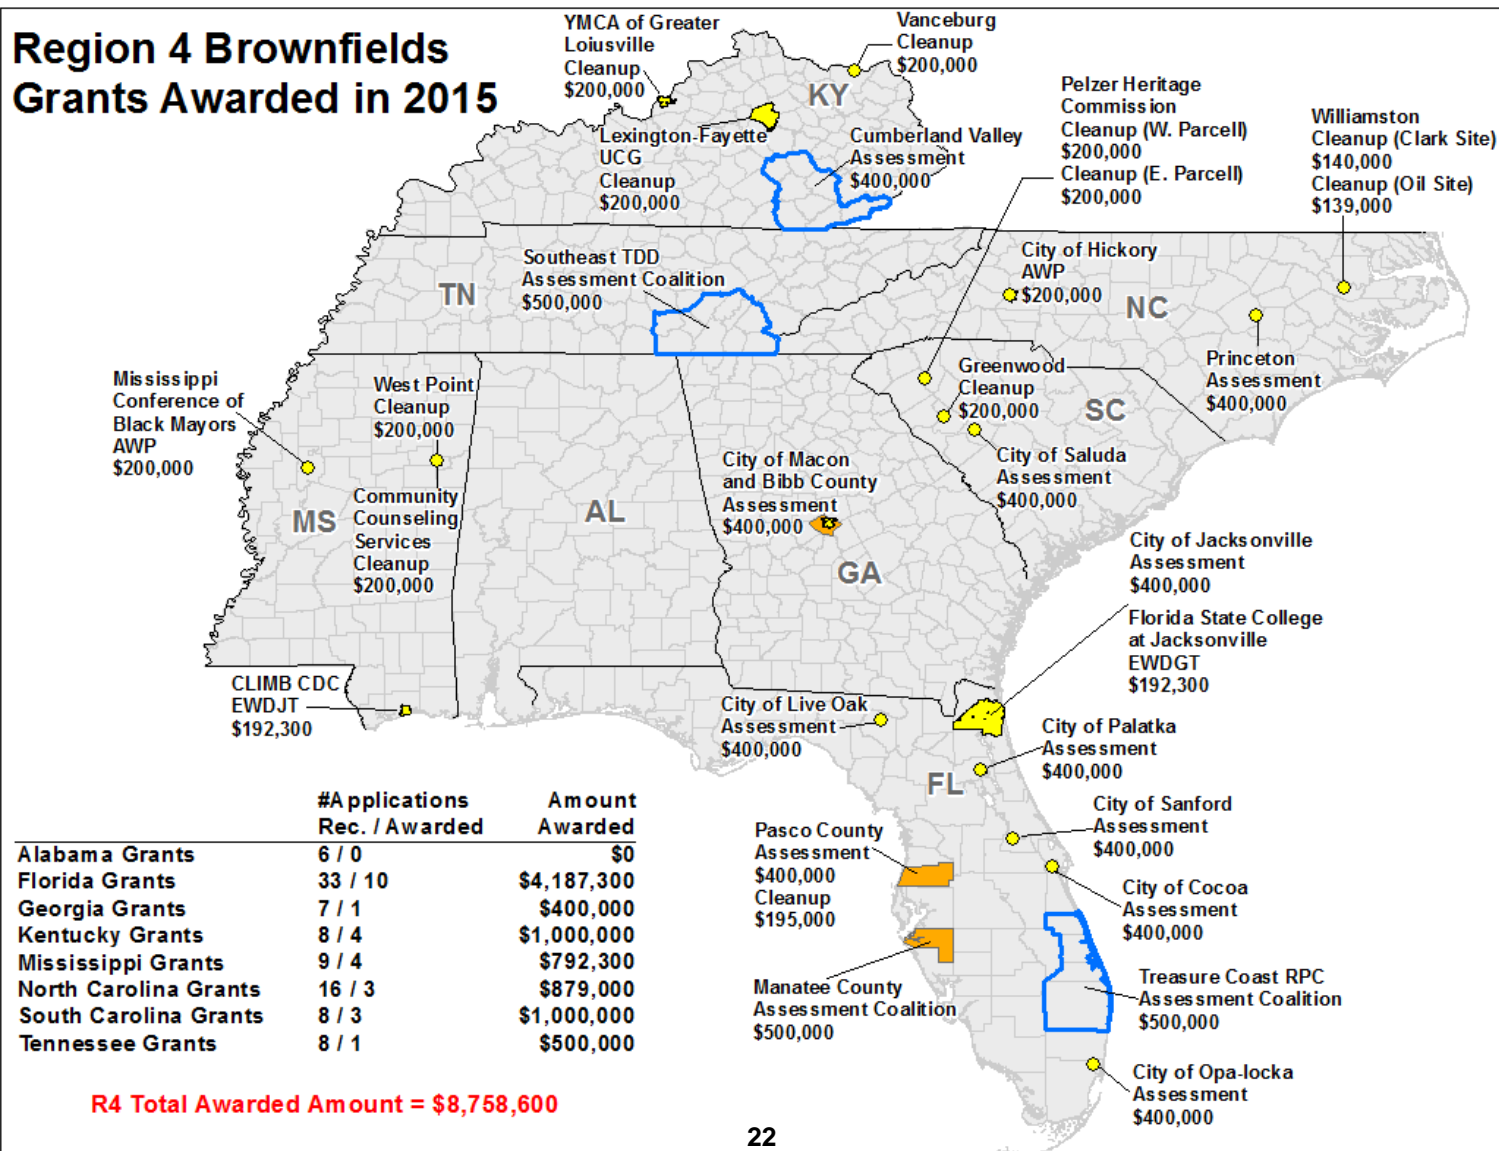 Region 4 Brownfields
Grants Awarded in 2015
YMCA of Greater
Loiusville
Cleanup
$200,000
Vanceburg
Cleanup
$200,000
KY
Lexington-Fayette
UCG
Cleanup
$200,000
Cumberland Valley
Assessment
$400,000
Pelzer Heritage
Commission
Cleanup (W. Parcell)
$200,000
Cleanup (E. Parcell)
$200,000
Williamston
Cleanup (Clark Site)
$140,000
Cleanup (Oil Site)
$139,000
Southeast TDD
Assessment Coalition
$500,000
TN
City of Hickory
AWP
$200,000
NC
Princeton
Assessment
$400,000
Mississippi
Conference of
Black Mayors
AWP
$200,000
West Point
Cleanup
$200,000
Community
Counseling
Services
Cleanup
$200,000
MS
AL
City of Macon
and Bibb County
Assessment
$400,000
GA
Greenwood
Cleanup
$200,000
SC
City of Saluda
Assessment
$400,000
City of Jacksonville
Assessment
$400,000
Florida State College
at Jacksonville
EWDGT
$192,300
CLIMB CDC
EWDJT
$192,300
City of Live Oak
Assessment
$400,000
City of Palatka
Assessment
$400,000
FL
City of Sanford
Assessment
$400,000
Pasco County
Assessment
$400,000
Cleanup
$195,000
City of Cocoa
Assessment
$400,000
Manatee County
Assessment Coalition
$500,000
Treasure Coast RPC
Assessment Coalition
$500,000
City of Opa-locka
Assessment
$400,000
#Applications Amount
Rec. / Awarded Awarded
Alabama Grants 6 / 0 $0
Florida Grants 33 / 10 $4,187,300
Georgia Grants 7 / 1 $400,000
Kentucky Grants 8 / 4 $1,000,000
Mississippi Grants 9 / 4 $792,300
North Carolina Grants 16 / 3 $879,000
South Carolina Grants 8 / 3 $1,000,000
Tennessee Grants 8 / 1 $500,000
R4 Total Awarded Amount = $8,758,600
22